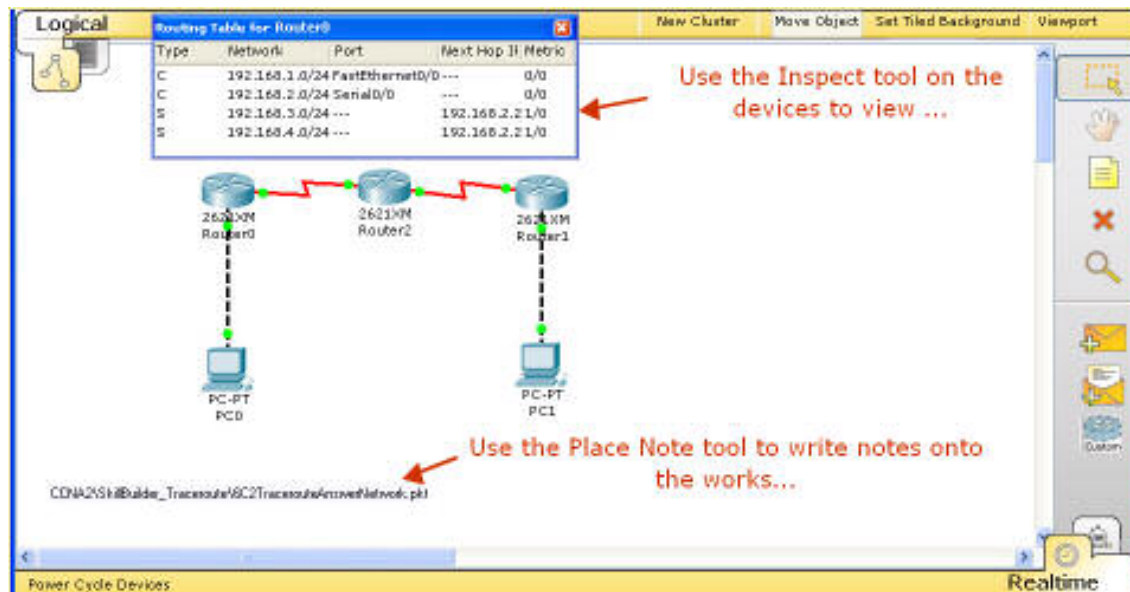 Logical
New Cluster Move Object Set Tiled Background Viewport
Routing Table for Router0
Type Network Port Next Hop IP Metric
C 192.168.1.0/24 FastEthernet0/0 --- 0/0
C 192.168.2.0/24 Serial0/0 --- 0/0
S 192.168.3.0/24 --- 192.168.2.2 1/0
S 192.168.4.0/24 --- 192.168.2.2 1/0
Use the Inspect tool on the
devices to view ...
2621XM
Router0
2621XM
Router2
2621XM
Router1
PC-PT
PC0
PC-PT
PC1
Use the Place Note tool to write notes onto
the works...
CCNA2\SkillBuilder_Traceroute\6C2TracerouteAnswerNetwork.pkt
Custom
Power Cycle Devices
Realtime